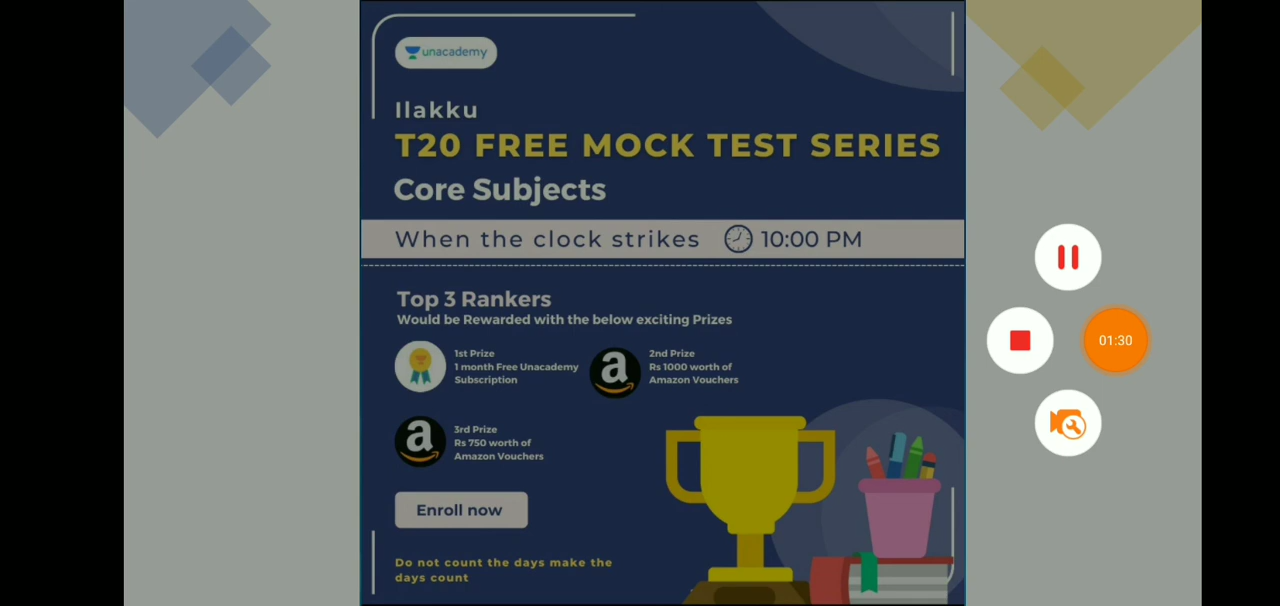 unacademy
Ilakku
T20 FREE MOCK TEST SERIES
Core Subjects
When the clock strikes 10:00 PM
Top 3 Rankers
Would be Rewarded with the below exciting Prizes
1st Prize
1 month Free Unacademy
Subscription
2nd Prize
Rs 1000 worth of
Amazon Vouchers
3rd Prize
Rs 750 worth of
Amazon Vouchers
Enroll now
Do not count the days make the
days count
01:30